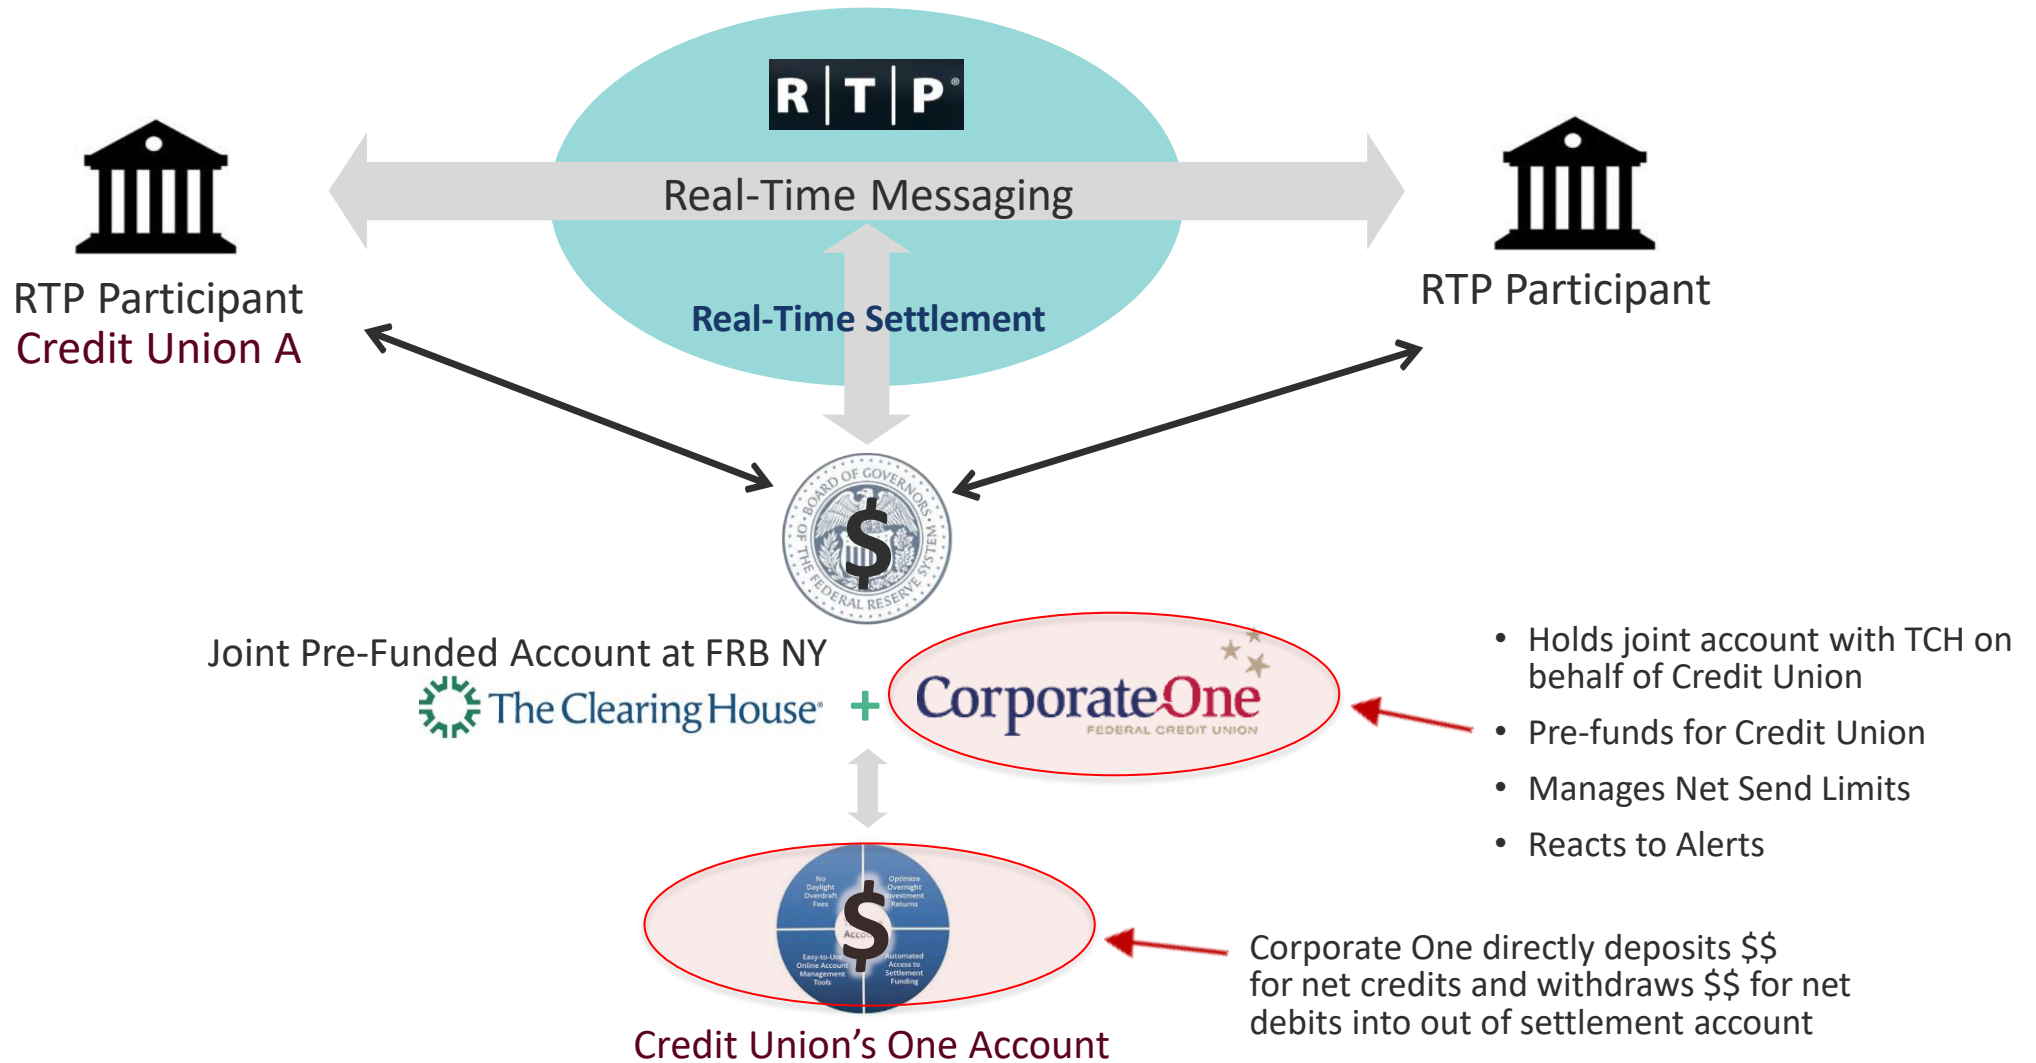 R|T|P®
Real-Time Messaging
RTP Participant
Credit Union A
RTP Participant
Real-Time Settlement
BOARD OF GOVERNORS
OF THE FEDERAL RESERVE SYSTEM
$
Joint Pre-Funded Account at FRB NY
The Clearing House®
+
CorporateOne
FEDERAL CREDIT UNION
• Holds joint account with TCH on
behalf of Credit Union
• Pre-funds for Credit Union
• Manages Net Send Limits
• Reacts to Alerts
No
Daylight
Overdraft
Fees
Optimize
Overnight
Investment
Returns
$
Easy-to-Use
Online Account
Management
Tools
Automated
Access to
Settlement
Funding
Credit Union’s One Account
Corporate One directly deposits $$
for net credits and withdraws $$ for net
debits into out of settlement account